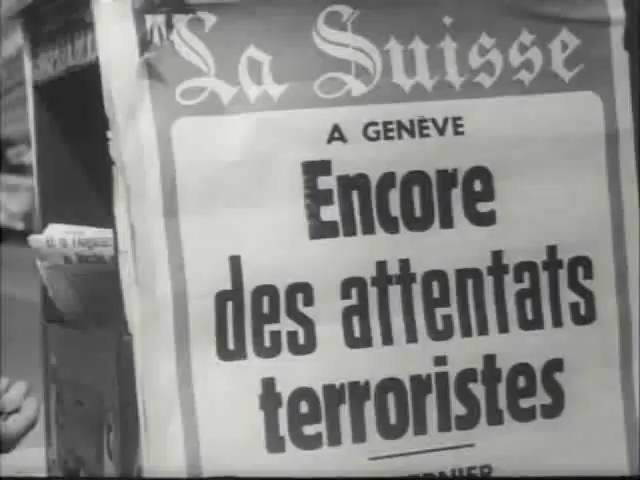 La Suisse
A GENÈVE
Encore
des attentats
terroristes